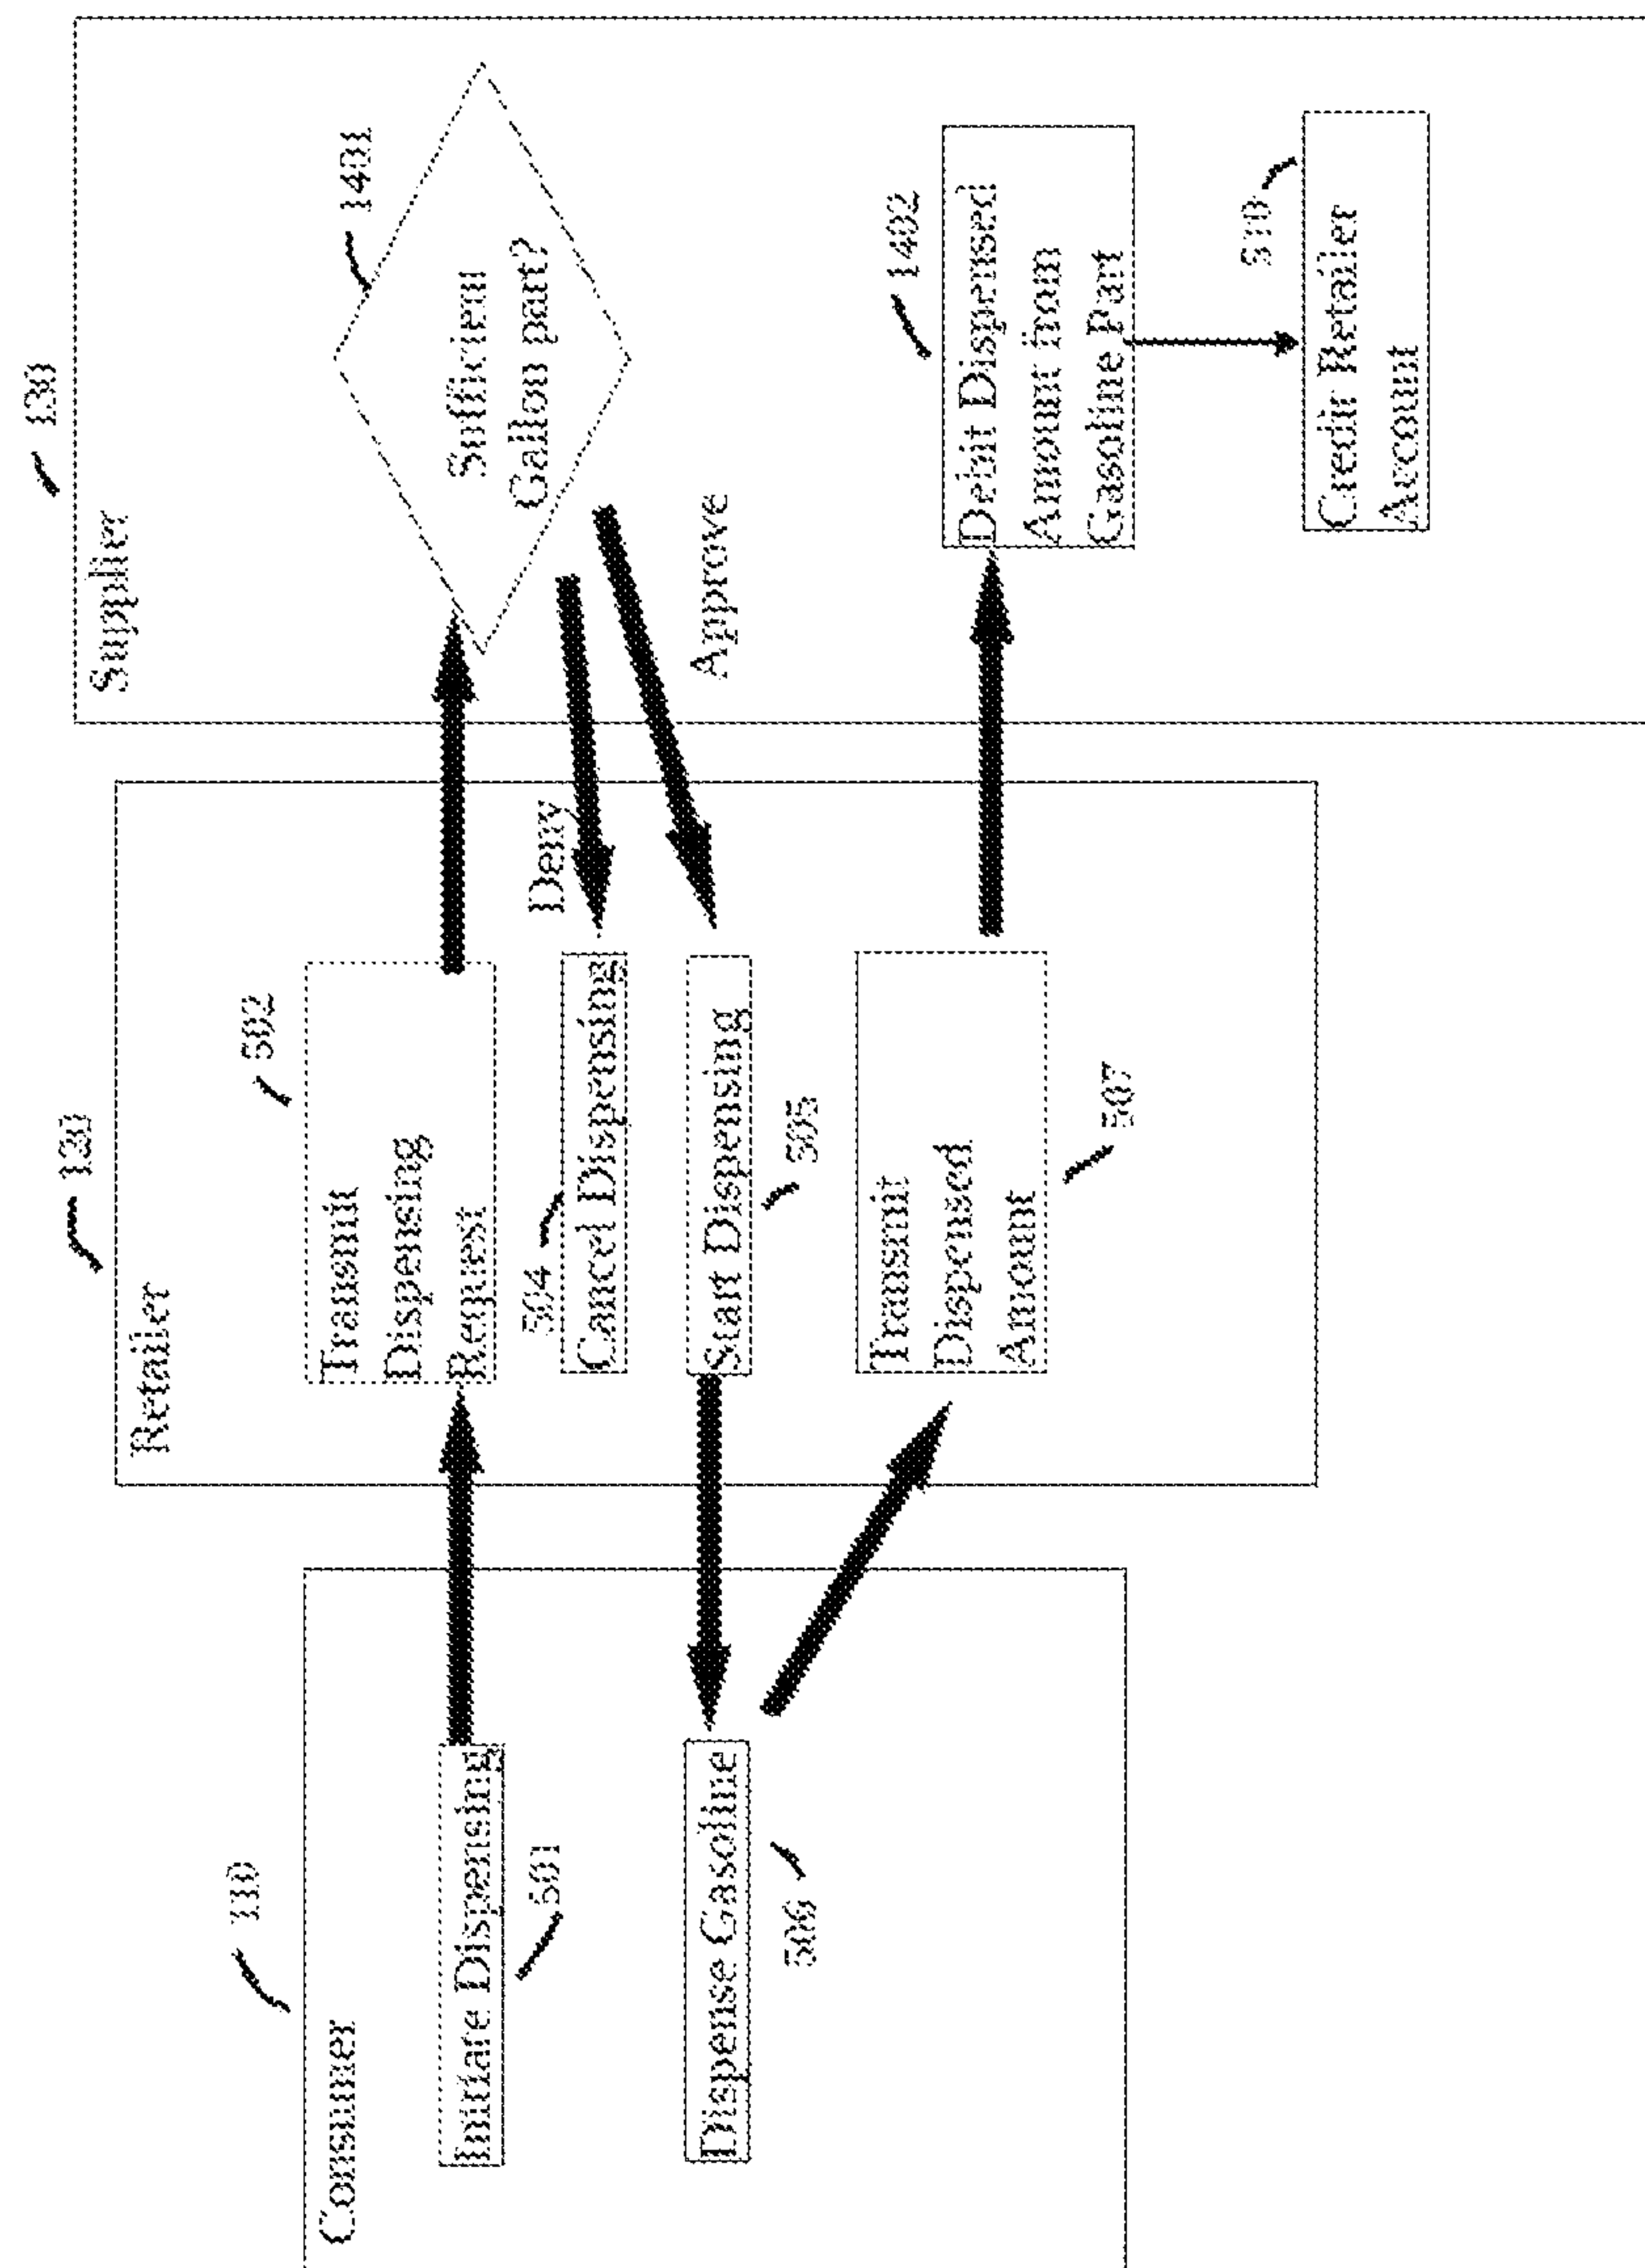 110
Consumer
Initiate Dispensing
501
Dispense Gasoline
506
120
Retailer
502
Transmit
Dispensing
Request
Deny
504
Cancel Dispensing
Start Dispensing
505
Transmit
Dispensed
Amount
507
130
Supplier
1401
Sufficient
Gallon part?
Approve
1402
Debit Dispensed
Amount from
Gasoline Part
510
Credit Retailer
Account